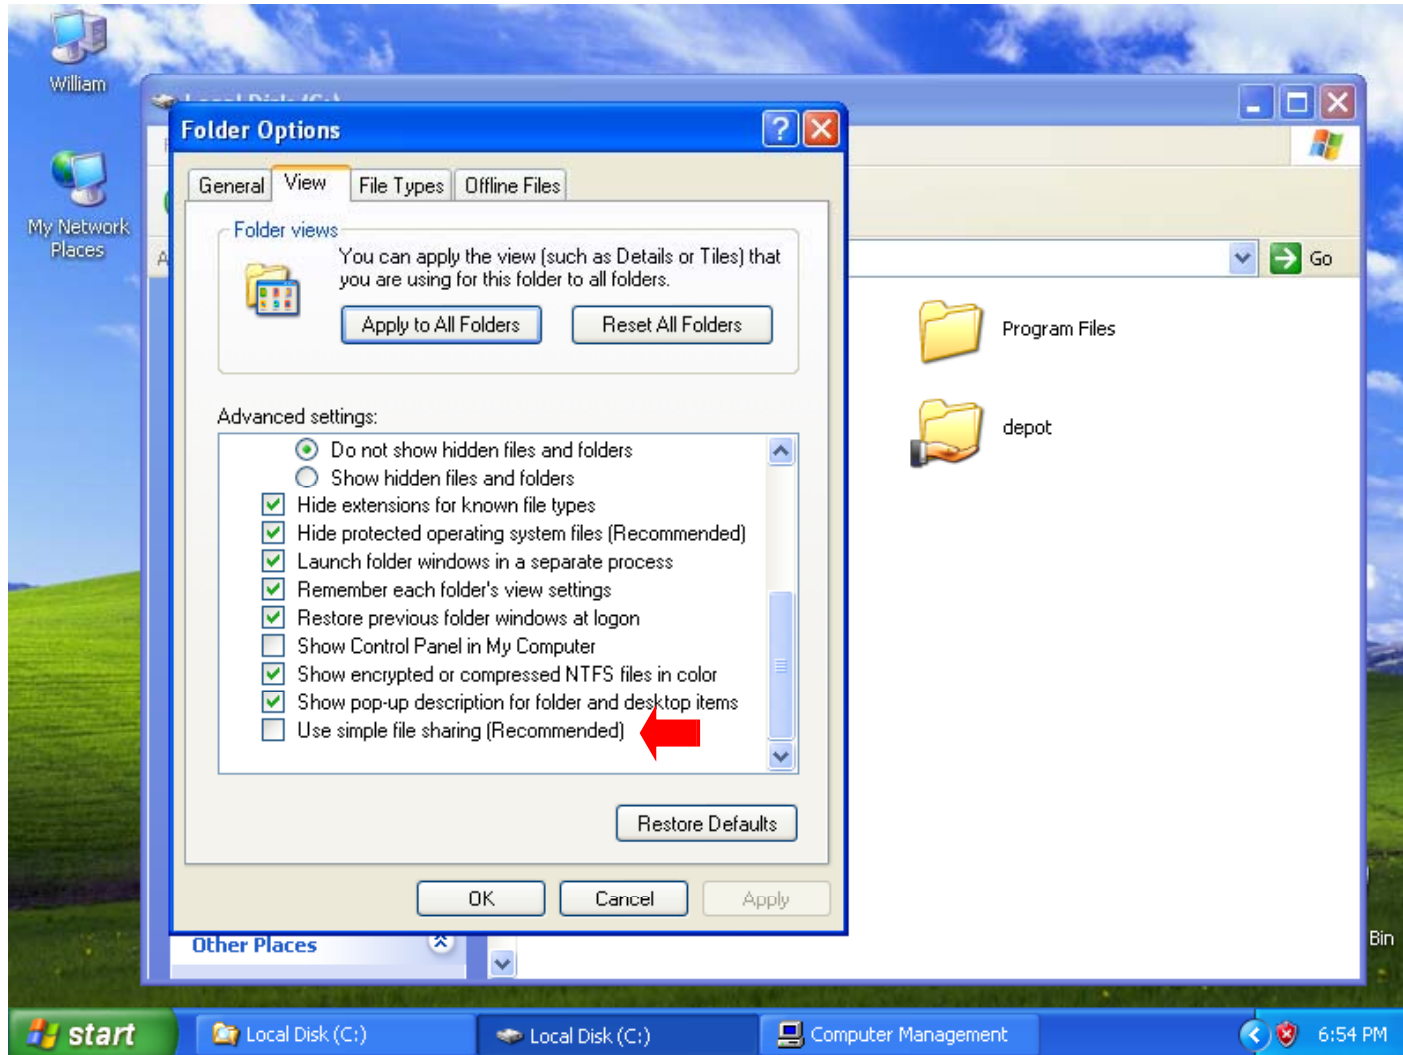 William
My Network
Places
Local Disk (C:)
Folder Options
General
View
File Types
Offline Files
Folder views
You can apply the view (such as Details or Tiles) that
you are using for this folder to all folders.
Apply to All Folders
Reset All Folders
Advanced settings:
Do not show hidden files and folders
Show hidden files and folders
Hide extensions for known file types
Hide protected operating system files (Recommended)
Launch folder windows in a separate process
Remember each folder's view settings
Restore previous folder windows at logon
Show Control Panel in My Computer
Show encrypted or compressed NTFS files in color
Show pop-up description for folder and desktop items
Use simple file sharing (Recommended)
Restore Defaults
OK
Cancel
Apply
Go
Program Files
depot
Other Places
Bin
start
Local Disk (C:)
Local Disk (C:)
Computer Management
6:54 PM